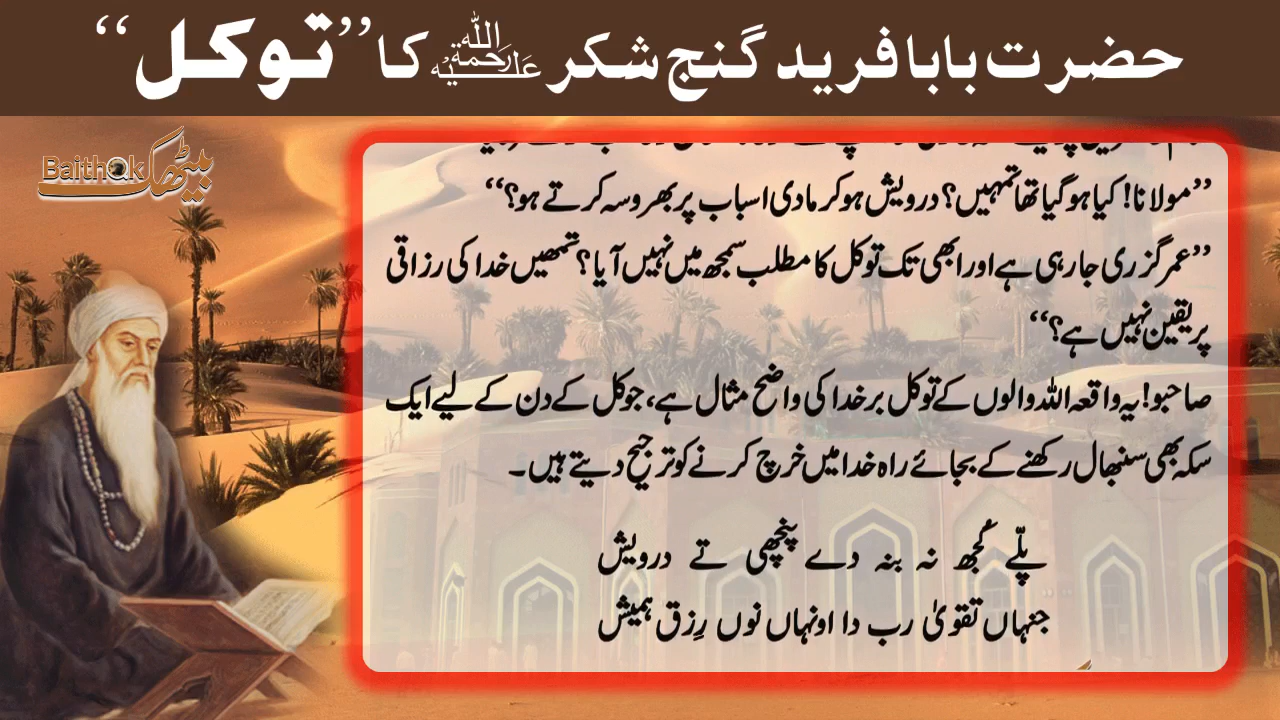 حضرت بابا فرید گنج شکر رحمۃ اللہ علیہ کا ”توکل“
Baithak بیٹھک
”مولانا! کیا ہو گیا تھا تمہیں؟ درویش ہو کر مادی اسباب پر بھروسہ کرتے ہو؟“
”عمر گزری جا رہی ہے اور ابھی تک توکل کا مطلب سمجھ میں نہیں آیا؟ تمھیں خدا کی رزاقی
پر یقین نہیں ہے؟“
صاحبو! یہ واقعہ اللہ والوں کے توکل بر خدا کی واضح مثال ہے، جو کل کے دن کے لیے ایک
سکہ بھی سنبھال رکھنے کے بجائے راہ خدا میں خرچ کرنے کو ترجیح دیتے ہیں۔
پلّے کُجھ نہ بنہ دے پنچھی تے درویش
جنہاں تقویٰ رب دا اونہاں نوں رِزق ہمیش